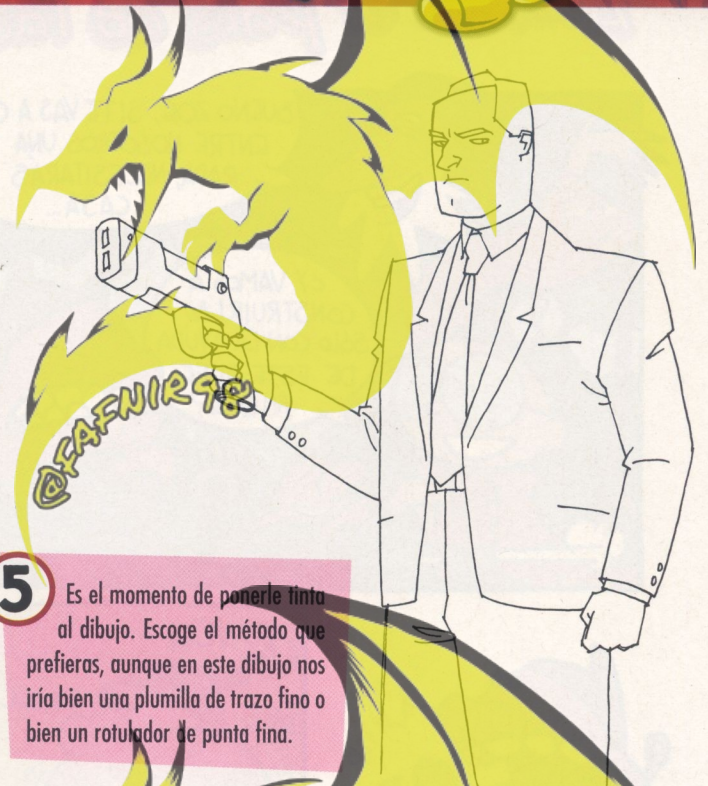 @FAFNIR98
5
Es el momento de ponerle tinta
al dibujo. Escoge el método que
prefieras, aunque en este dibujo nos
iría bien una plumilla de trazo fino o
bien un rotulador de punta fina.